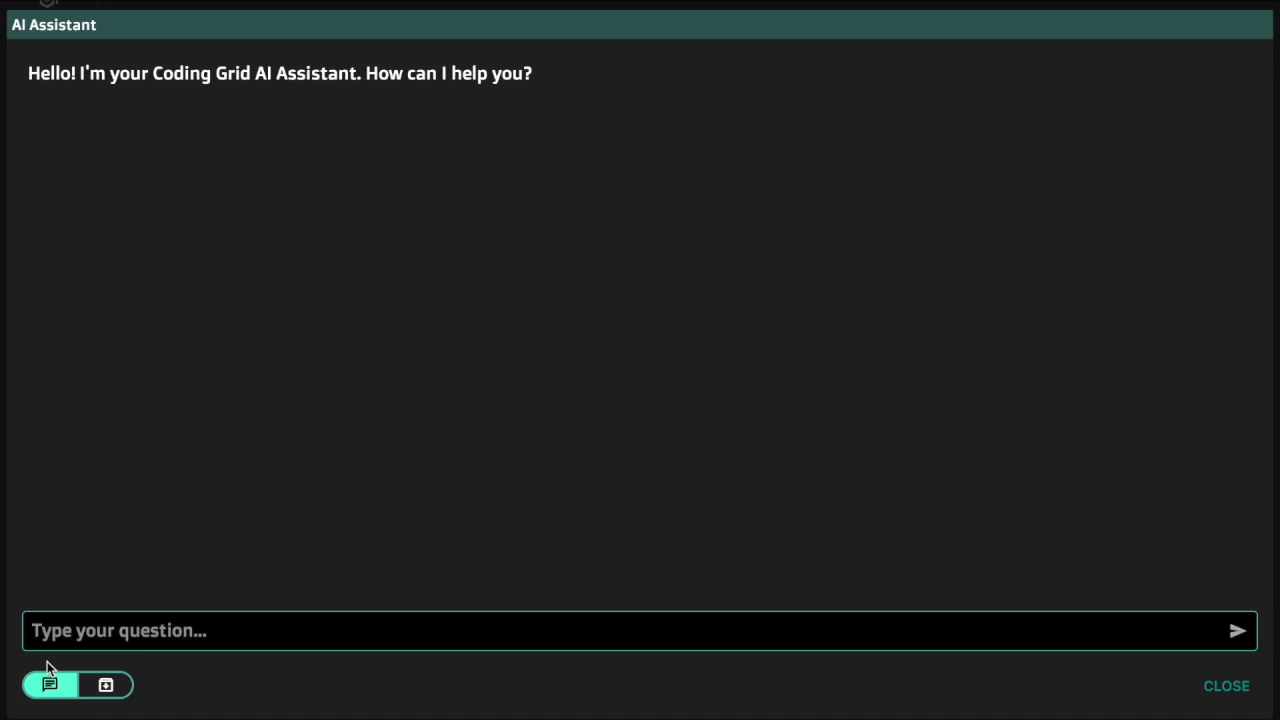 AI Assistant
Hello! I'm your Coding Grid AI Assistant. How can I help you?
Type your question...
CLOSE